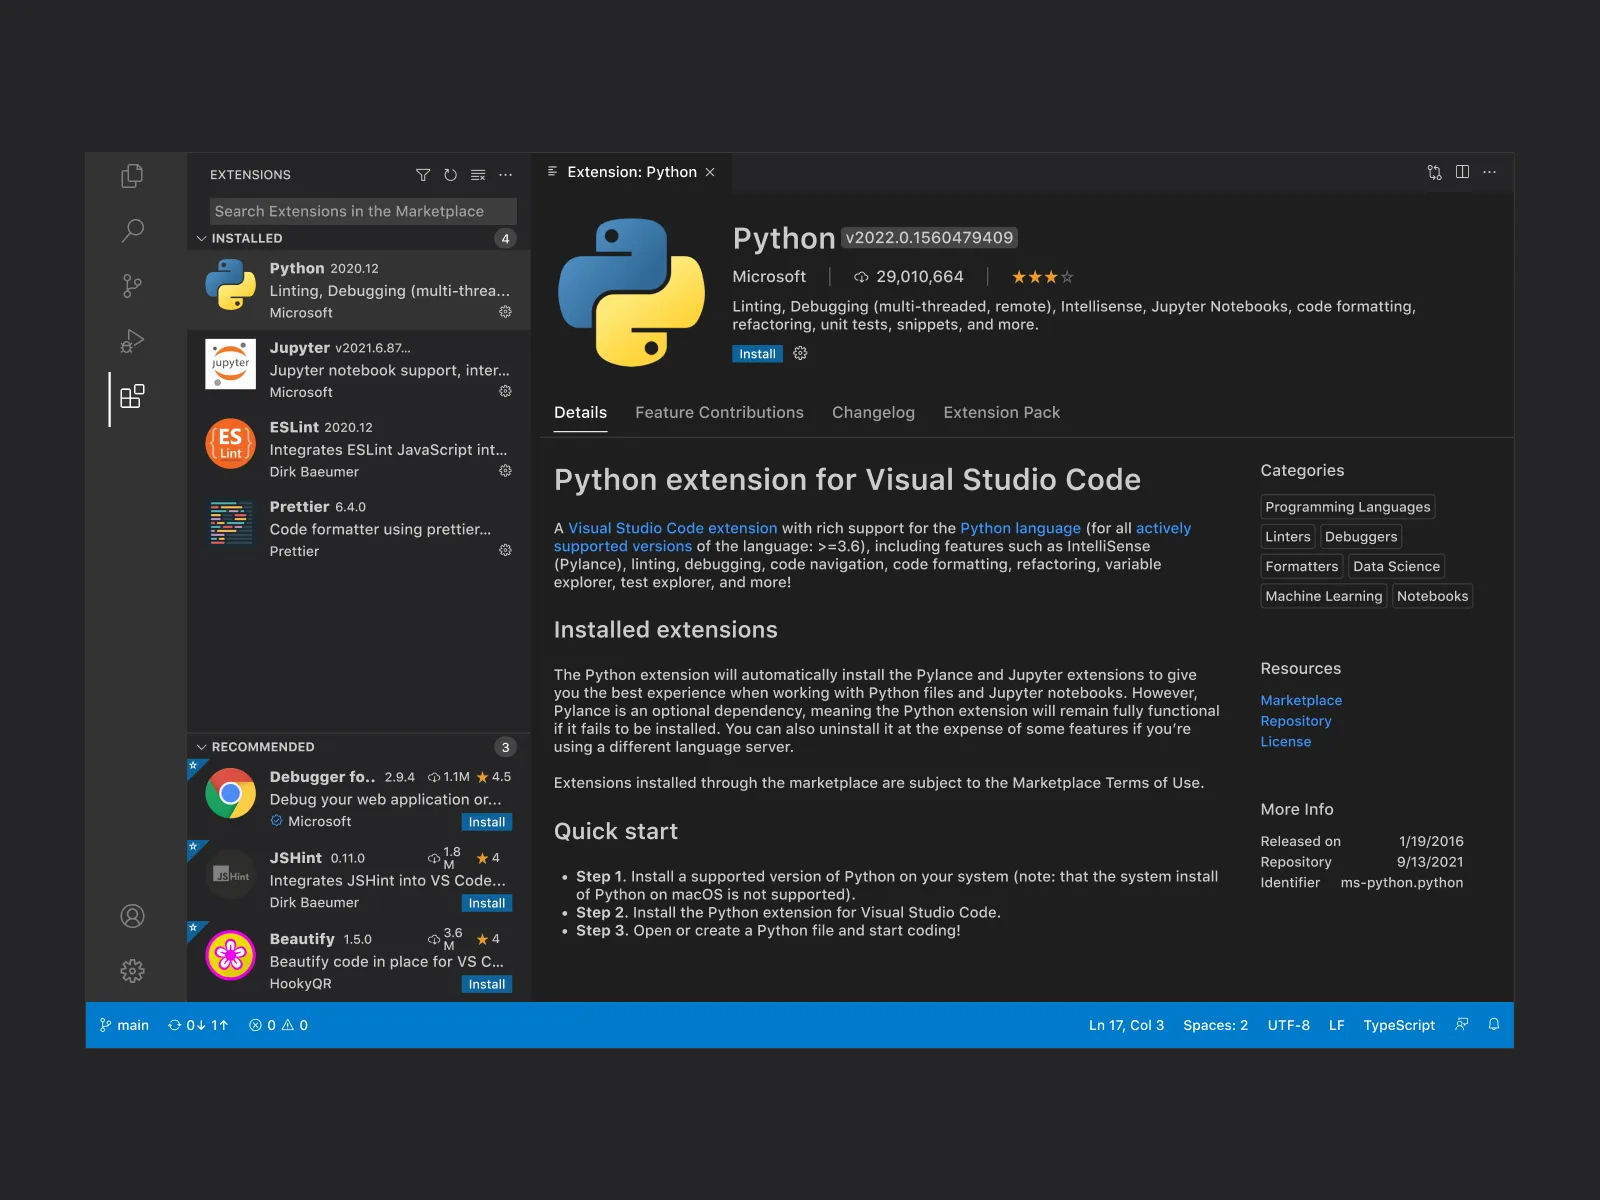 EXTENSIONS
Search Extensions in the Marketplace
INSTALLED 4
Python 2020.12
Linting, Debugging (multi-threa...
Microsoft
jupyter
Jupyter v2021.6.87...
Jupyter notebook support, inter...
Microsoft
ES
Lint
ESLint 2020.12
Integrates ESLint JavaScript int...
Dirk Baeumer
Prettier 6.4.0
Code formatter using prettier...
Prettier
RECOMMENDED 3
Debugger fo.. 2.9.4 1.1M ★ 4.5
Debug your web application or...
Microsoft Install
JSHint
JSHint 0.11.0 1.8 M ★ 4
Integrates JSHint into VS Code...
Dirk Baeumer Install
Beautify 1.5.0 3.6 M ★ 4
Beautify code in place for VS C...
HookyQR Install
Extension: Python
Python v2022.0.1560479409
Microsoft | 29,010,664 | ★★★☆
Linting, Debugging (multi-threaded, remote), Intellisense, Jupyter Notebooks, code formatting,
refactoring, unit tests, snippets, and more.
Install
Details Feature Contributions Changelog Extension Pack
Python extension for Visual Studio Code
A Visual Studio Code extension with rich support for the Python language (for all actively
supported versions of the language: >=3.6), including features such as IntelliSense
(Pylance), linting, debugging, code navigation, code formatting, refactoring, variable
explorer, test explorer, and more!
Installed extensions
The Python extension will automatically install the Pylance and Jupyter extensions to give
you the best experience when working with Python files and Jupyter notebooks. However,
Pylance is an optional dependency, meaning the Python extension will remain fully functional
if it fails to be installed. You can also uninstall it at the expense of some features if you’re
using a different language server.
Extensions installed through the marketplace are subject to the Marketplace Terms of Use.
Quick start
• Step 1. Install a supported version of Python on your system (note: that the system install
of Python on macOS is not supported).
• Step 2. Install the Python extension for Visual Studio Code.
• Step 3. Open or create a Python file and start coding!
Categories
Programming Languages
Linters Debuggers
Formatters Data Science
Machine Learning Notebooks
Resources
Marketplace
Repository
License
More Info
Released on 1/19/2016
Repository 9/13/2021
Identifier ms-python.python
main 0↓ 1↑ 0 0 Ln 17, Col 3 Spaces: 2 UTF-8 LF TypeScript